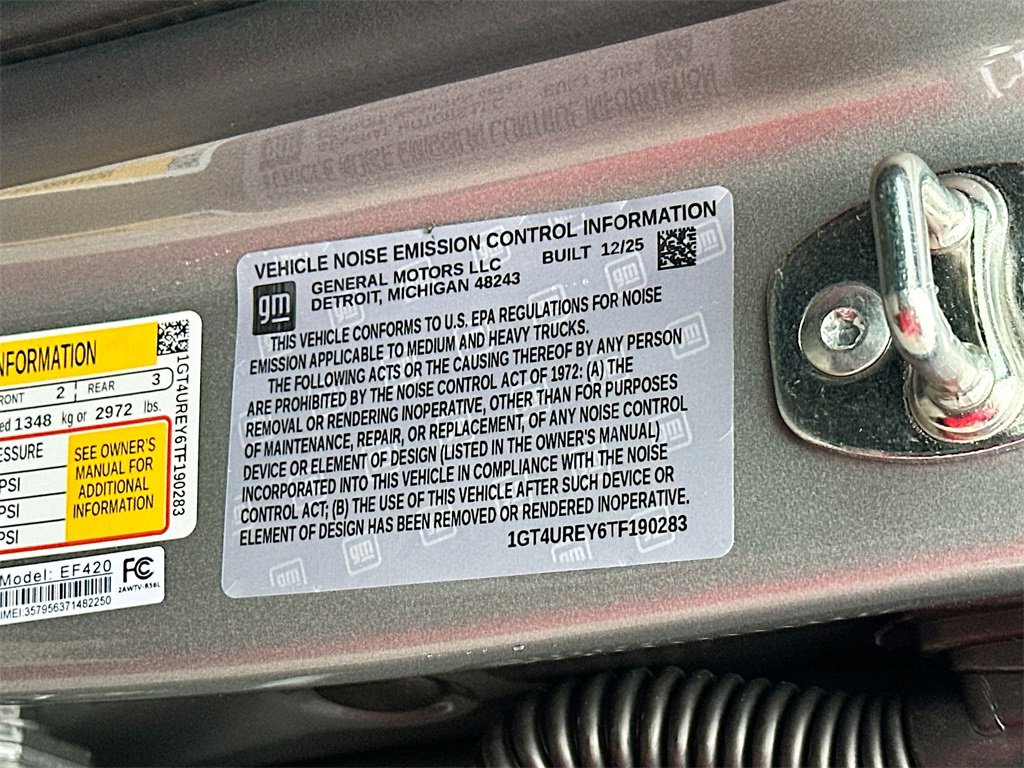 VEHICLE NOISE EMISSION CONTROL INFORMATION
gm
GENERAL MOTORS LLC
DETROIT, MICHIGAN 48243
BUILT 12/25
THIS VEHICLE CONFORMS TO U.S. EPA REGULATIONS FOR NOISE
EMISSION APPLICABLE TO MEDIUM AND HEAVY TRUCKS.
THE FOLLOWING ACTS OR THE CAUSING THEREOF BY ANY PERSON
ARE PROHIBITED BY THE NOISE CONTROL ACT OF 1972: (A) THE
REMOVAL OR RENDERING INOPERATIVE, OTHER THAN FOR PURPOSES
OF MAINTENANCE, REPAIR, OR REPLACEMENT, OF ANY NOISE CONTROL
DEVICE OR ELEMENT OF DESIGN (LISTED IN THE OWNER'S MANUAL)
INCORPORATED INTO THIS VEHICLE IN COMPLIANCE WITH THE NOISE
CONTROL ACT; (B) THE USE OF THIS VEHICLE AFTER SUCH DEVICE OR
ELEMENT OF DESIGN HAS BEEN REMOVED OR RENDERED INOPERATIVE.
1GT4UREY6TF190283
NFORMATION
RONT 2 REAR 3
ed 1348 kg or 2972 lbs.
ESSURE
PSI
PSI
PSI
SEE OWNER'S
MANUAL FOR
ADDITIONAL
INFORMATION
1GT4UREY6TF190283
Model: EF420
FC
2AWTV-R56L
IMEI:357956371482250